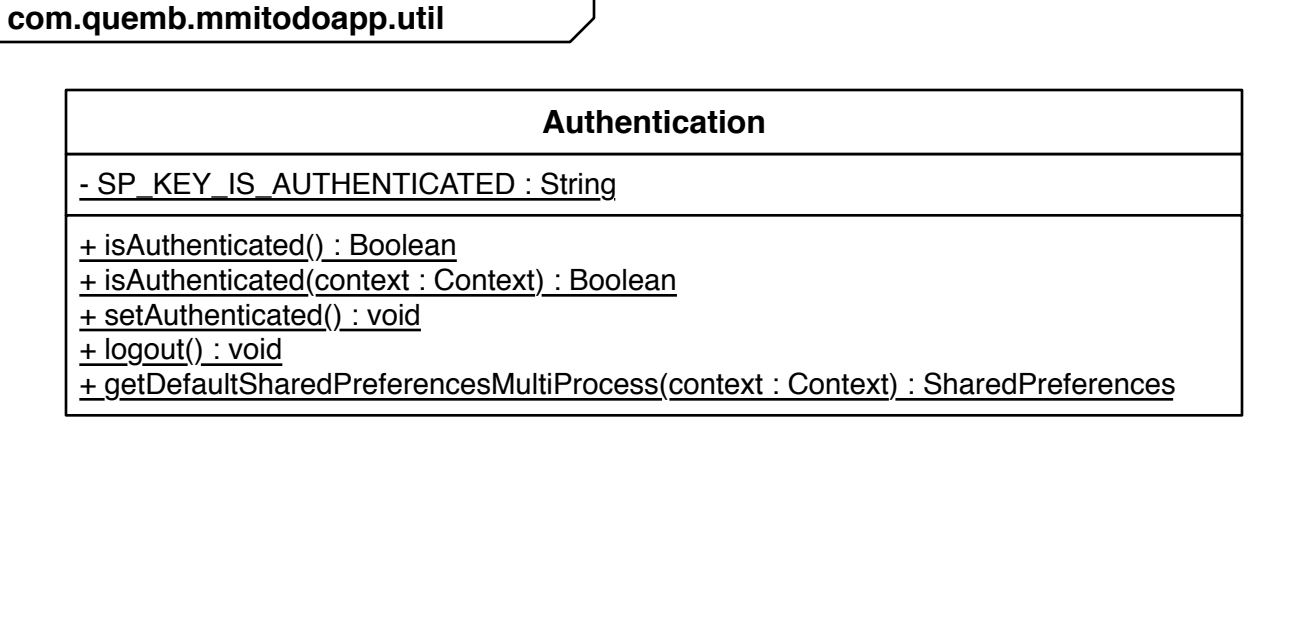 com.quemb.mmitodoapp.util
Authentication
- SP_KEY_IS_AUTHENTICATED : String
+ isAuthenticated() : Boolean
+ isAuthenticated(context : Context) : Boolean
+ setAuthenticated() : void
+ logout() : void
+ getDefaultSharedPreferencesMultiProcess(context : Context) : SharedPreferences